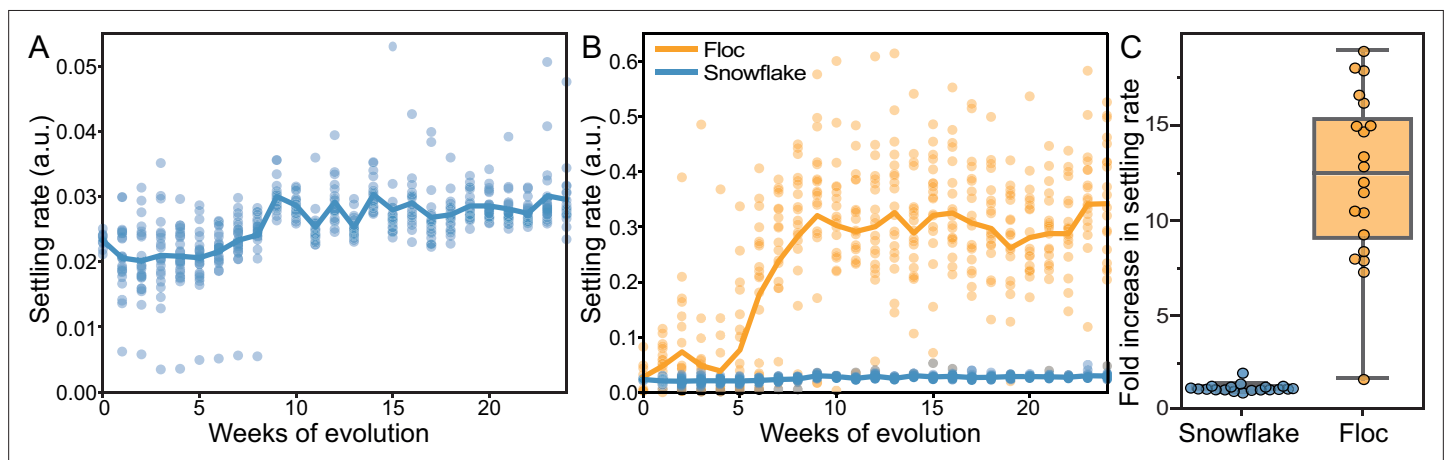 A
Settling rate (a.u.)
0.05
0.04
0.03
0.02
0.01
0.00
0
5
10
15
20
Weeks of evolution
B
Settling rate (a.u.)
0.6
0.5
0.4
0.3
0.2
0.1
0.0
Floc
Snowflake
0
5
10
15
20
Weeks of evolution
C
Fold increase in settling rate
15
10
5
0
Snowflake
Floc